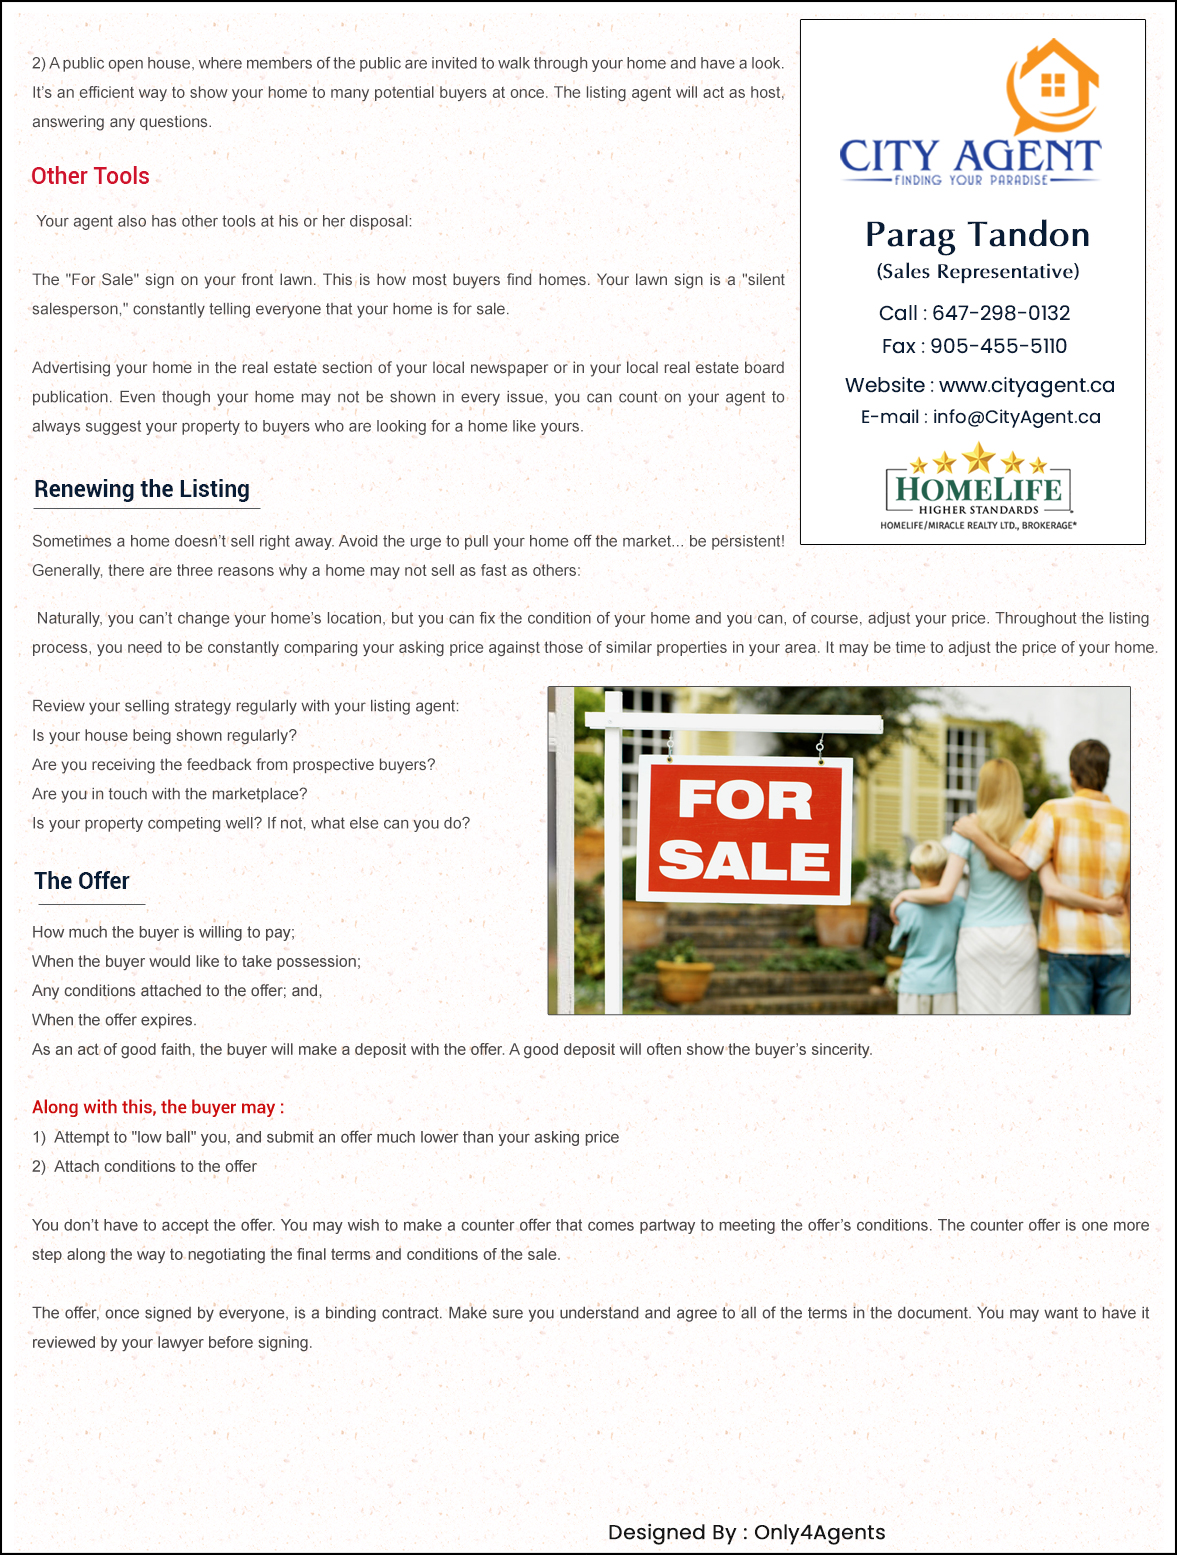 2) A public open house, where members of the public are invited to walk through your home and have a look.
It’s an efficient way to show your home to many potential buyers at once. The listing agent will act as host,
answering any questions.
Other Tools
Your agent also has other tools at his or her disposal:
The "For Sale" sign on your front lawn. This is how most buyers find homes. Your lawn sign is a "silent
salesperson," constantly telling everyone that your home is for sale.
Advertising your home in the real estate section of your local newspaper or in your local real estate board
publication. Even though your home may not be shown in every issue, you can count on your agent to
always suggest your property to buyers who are looking for a home like yours.
Renewing the Listing
Sometimes a home doesn’t sell right away. Avoid the urge to pull your home off the market... be persistent!
Generally, there are three reasons why a home may not sell as fast as others:
CITY AGENT
FINDING YOUR PARADISE
Parag Tandon
(Sales Representative)
Call : 647-298-0132
Fax : 905-455-5110
Website : www.cityagent.ca
E-mail : info@CityAgent.ca
HOMELIFE
HIGHER STANDARDS
HOMELIFE/MIRACLE REALTY LTD., BROKERAGE*
Naturally, you can’t change your home’s location, but you can fix the condition of your home and you can, of course, adjust your price. Throughout the listing
process, you need to be constantly comparing your asking price against those of similar properties in your area. It may be time to adjust the price of your home.
Review your selling strategy regularly with your listing agent:
Is your house being shown regularly?
Are you receiving the feedback from prospective buyers?
Are you in touch with the marketplace?
Is your property competing well? If not, what else can you do?
FOR
SALE
The Offer
How much the buyer is willing to pay;
When the buyer would like to take possession;
Any conditions attached to the offer; and,
When the offer expires.
As an act of good faith, the buyer will make a deposit with the offer. A good deposit will often show the buyer’s sincerity.
Along with this, the buyer may :
1) Attempt to "low ball" you, and submit an offer much lower than your asking price
2) Attach conditions to the offer
You don’t have to accept the offer. You may wish to make a counter offer that comes partway to meeting the offer’s conditions. The counter offer is one more
step along the way to negotiating the final terms and conditions of the sale.
The offer, once signed by everyone, is a binding contract. Make sure you understand and agree to all of the terms in the document. You may want to have it
reviewed by your lawyer before signing.
Designed By : Only4Agents